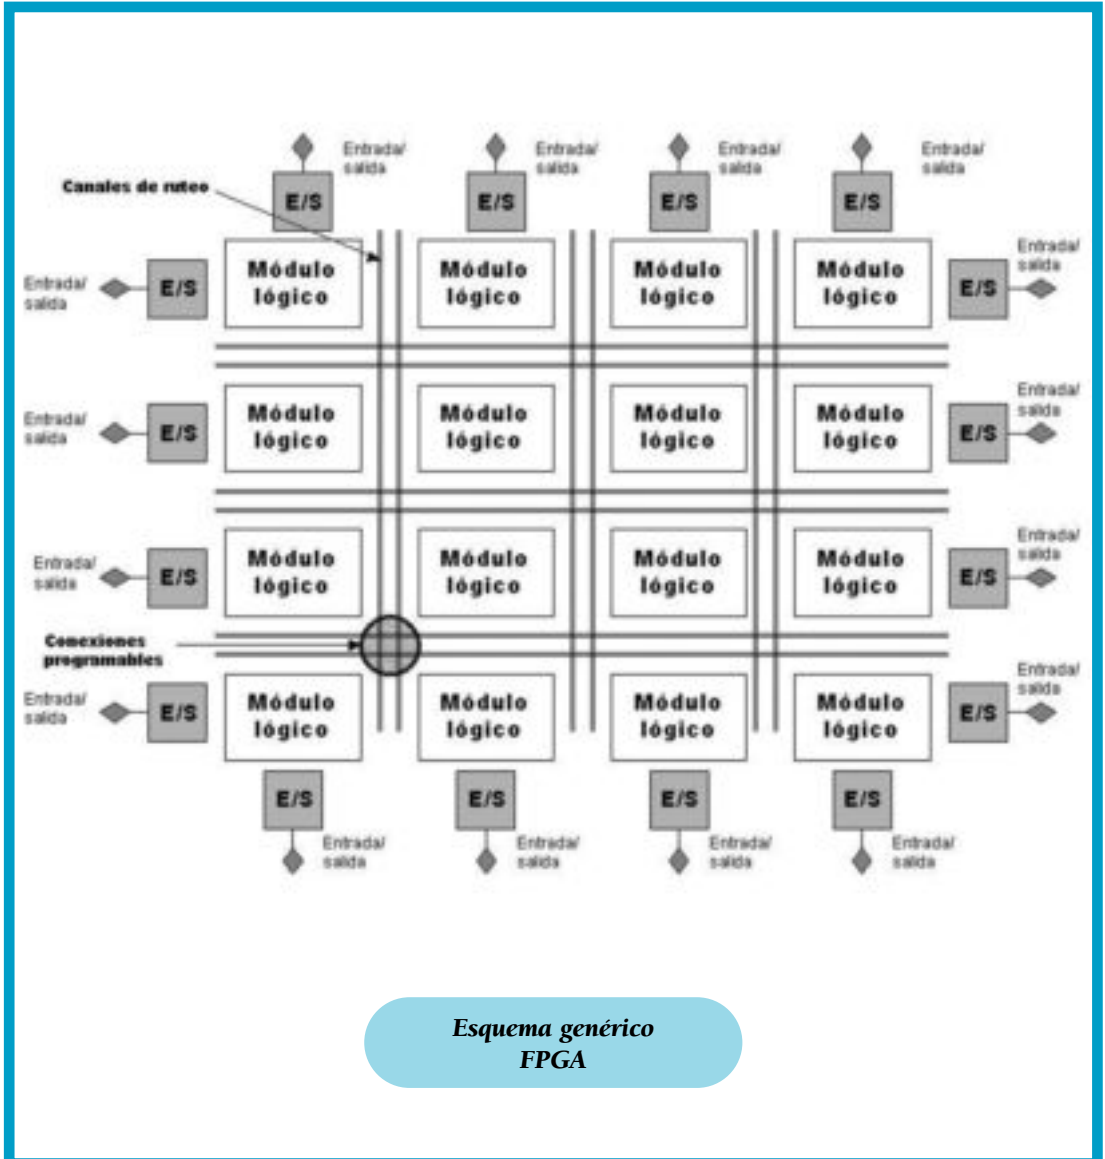 Entrada/ Entrada/ Entrada/ Entrada/
salida salida salida salida
Canales de ruteo
E/S E/S E/S E/S
Entrada/
salida
Módulo Módulo Módulo Módulo
lógico lógico lógico lógico
Entrada/
salida
E/S E/S
Entrada/
salida
Módulo Módulo Módulo Módulo
lógico lógico lógico lógico
Entrada/
salida
E/S E/S
Entrada/
salida
Módulo Módulo Módulo Módulo
lógico lógico lógico lógico
Entrada/
salida
E/S E/S
Conexiones
programables
Entrada/
salida
Módulo Módulo Módulo Módulo
lógico lógico lógico lógico
Entrada/
salida
E/S E/S
E/S E/S E/S E/S
Entrada/ Entrada/ Entrada/ Entrada/
salida salida salida salida
Esquema genérico
FPGA